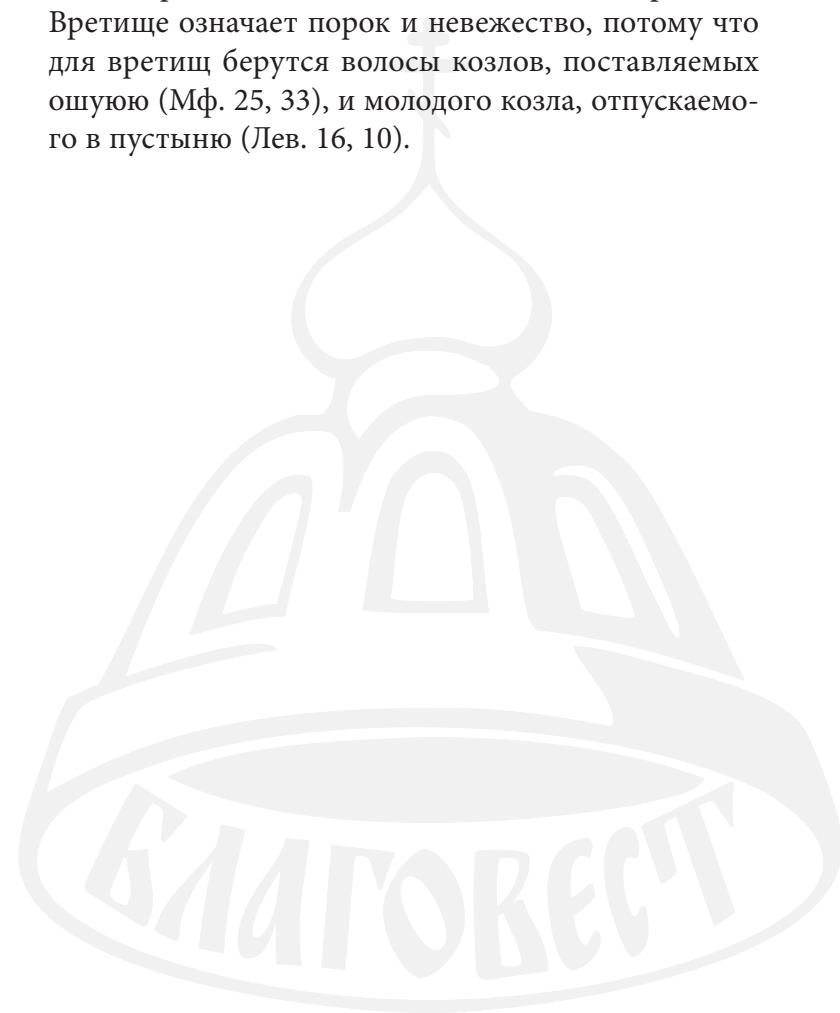 Вретище означает порок и невежество, потому что
для вретищ берутся волосы козлов, поставляемых
ошуюю (Мф. 25, 33), и молодого козла, отпускаемо-
го в пустыню (Лев. 16, 10).
БЛАГОВЕСТ